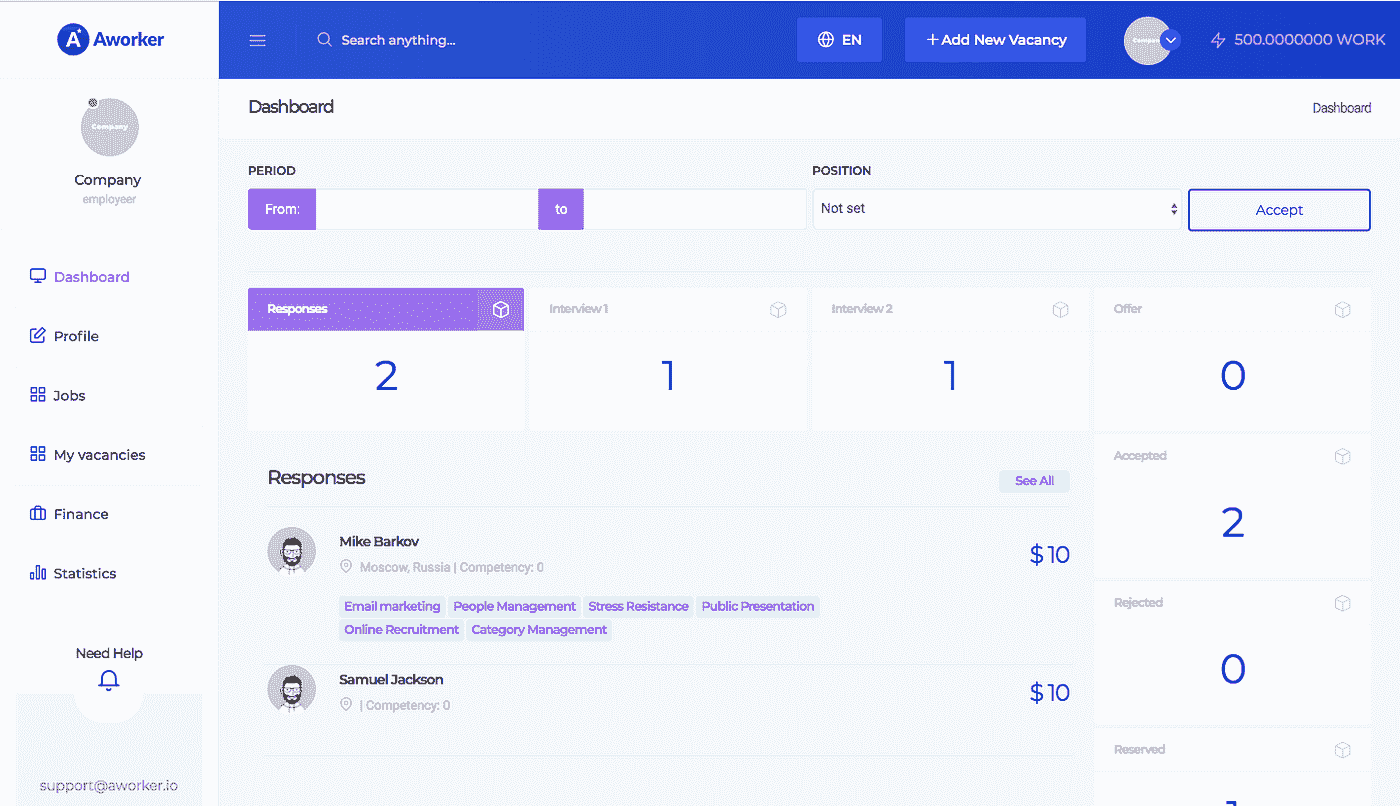 Aworker
Search anything...
EN
+Add New Vacancy
Company
500.0000000 WORK
Company
Company
employeer
Dashboard
Profile
Jobs
My vacancies
Finance
Statistics
Need Help
support@aworker.io
Dashboard
Dashboard
PERIOD
From:
to
POSITION
Not set
Accept
Responses
2
Interview 1
1
Interview 2
1
Offer
0
Responses
See All
Mike Barkov
Moscow, Russia | Competency: 0
$10
Email marketing People Management Stress Resistance Public Presentation
Online Recruitment Category Management
Samuel Jackson
| Competency: 0
$10
Accepted
2
Rejected
0
Reserved